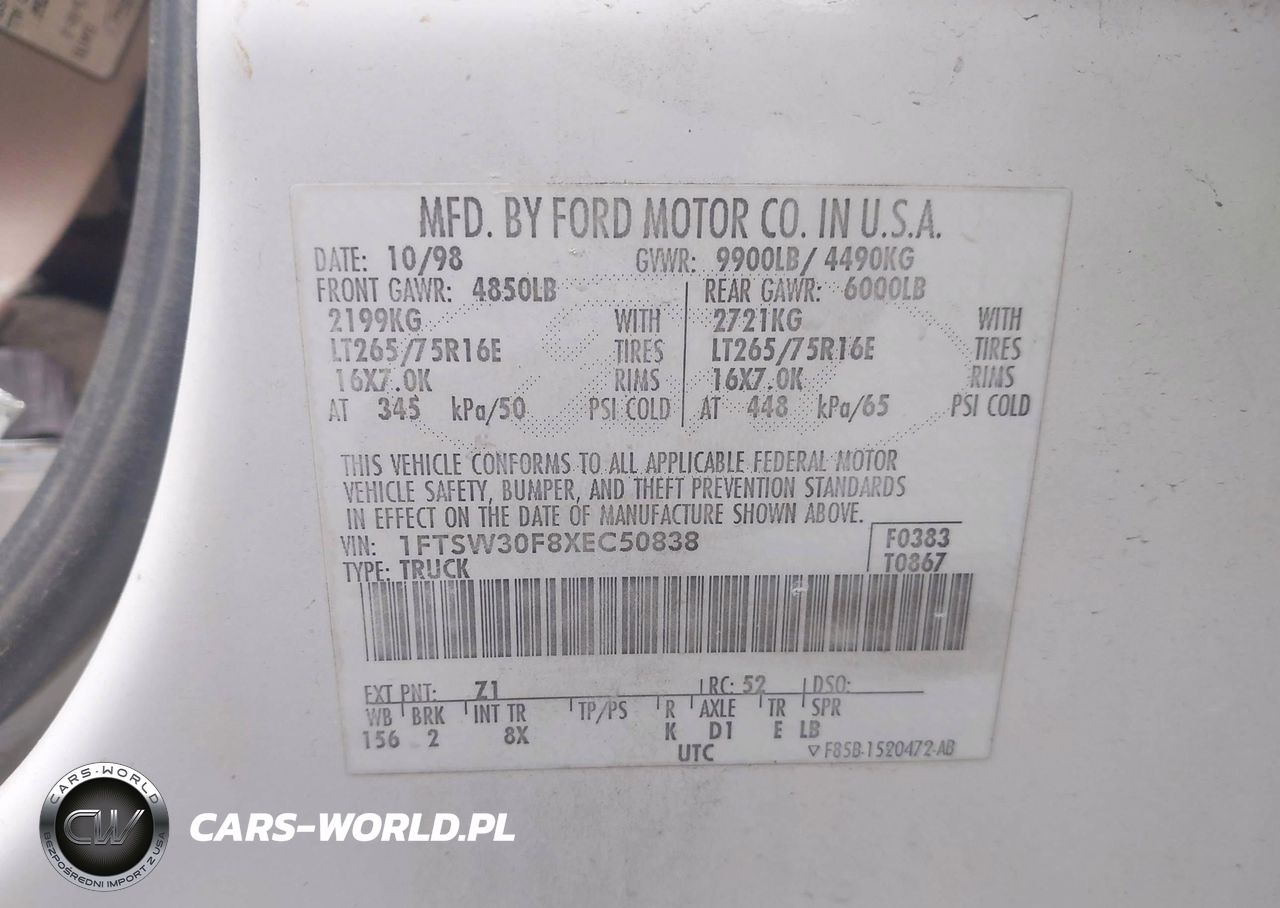 MFD. BY FORD MOTOR CO. IN U.S.A.
DATE: 10/98 GVWR: 9900LB/ 4490KG
FRONT GAWR: 4850LB REAR GAWR: 6000LB
2199KG WITH 2721KG WITH
LT265/75R16E TIRES LT265/75R16E TIRES
16X7.0K RIMS 16X7.0K RIMS
AT 345 kPa/50 PSI COLD AT 448 kPa/65 PSI COLD
THIS VEHICLE CONFORMS TO ALL APPLICABLE FEDERAL MOTOR
VEHICLE SAFETY, BUMPER, AND THEFT PREVENTION STANDARDS
IN EFFECT ON THE DATE OF MANUFACTURE SHOWN ABOVE.
VIN: 1FTSW30F8XEC50838 F0383
TYPE: TRUCK T0867
EXT PNT: Z1 RC: 52 DSO:
WB BRK INT TR TP/PS R AXLE TR SPR
156 2 8X K D1 E LB
UTC ▽ F85B-1520472-AB
CARS-WORLD
CW
BEZPOŚREDNI IMPORT Z USA
CARS-WORLD.PL